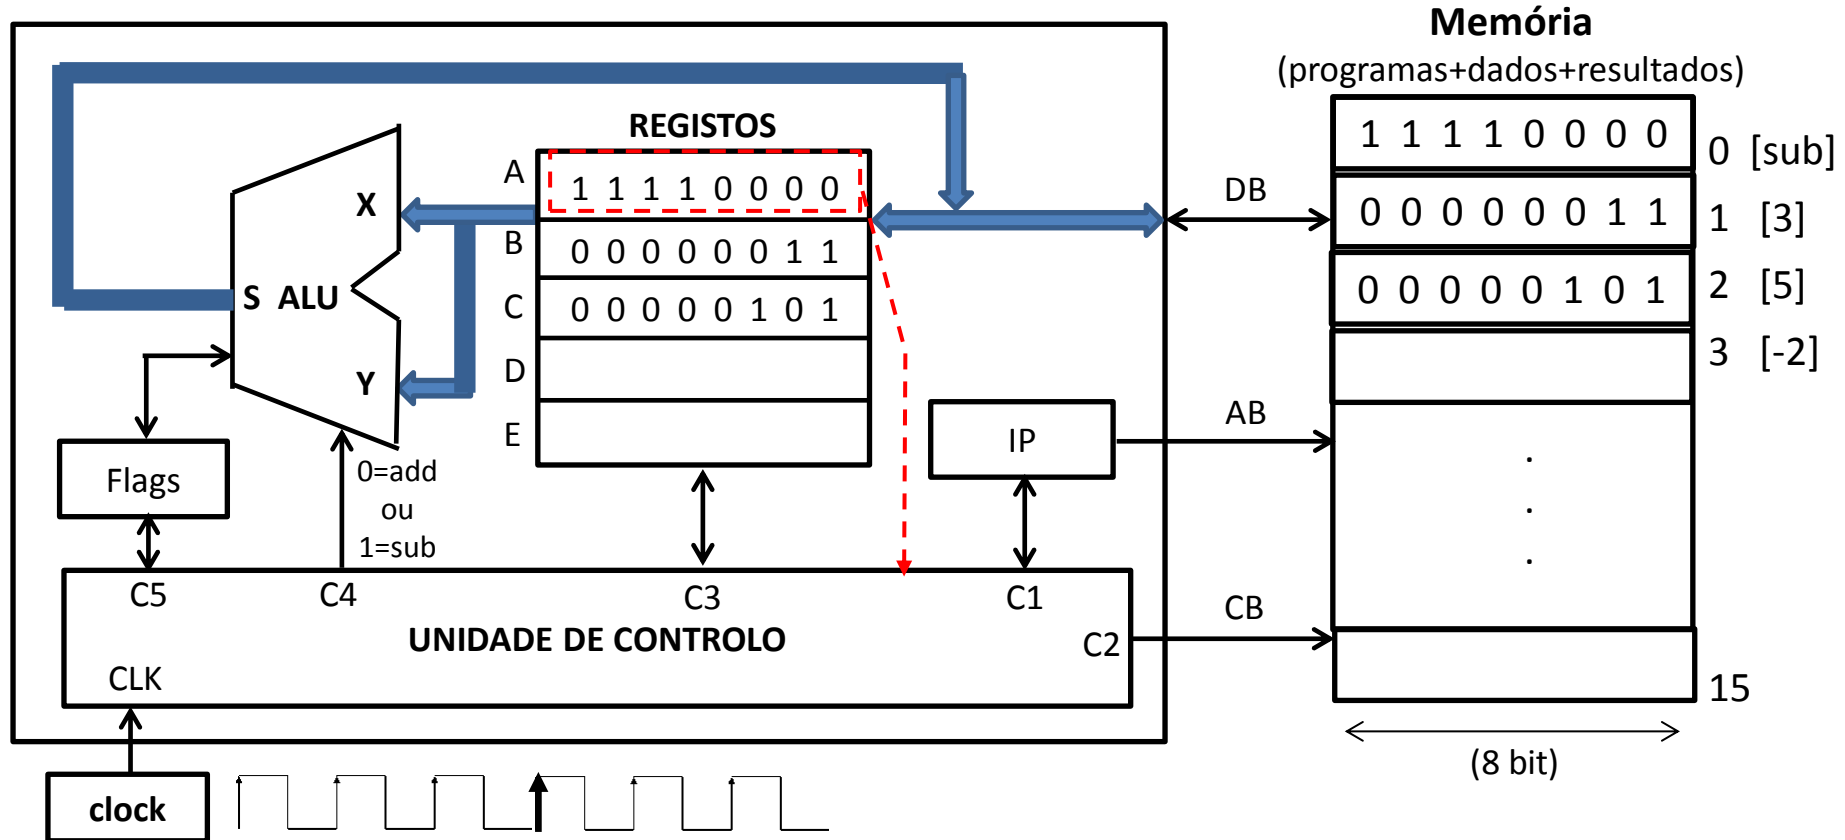 Memória
(programas+dados+resultados)
REGISTOS
A
1 1 1 1 0 0 0 0
B
0 0 0 0 0 0 1 1
C
0 0 0 0 0 1 0 1
D
E
X
S ALU
Y
Flags
0=add
ou
1=sub
IP
DB
AB
CB
1 1 1 1 0 0 0 0
0 [sub]
0 0 0 0 0 0 1 1
1 [3]
0 0 0 0 0 1 0 1
2 [5]
3 [-2]
.
.
.
15
(8 bit)
C5
C4
C3
C1
UNIDADE DE CONTROLO
C2
CLK
clock